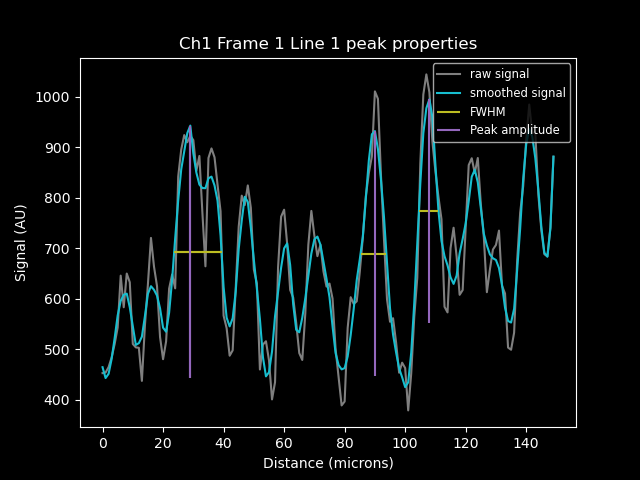 Ch1 Frame 1 Line 1 peak properties
raw signal
smoothed signal
FWHM
Peak amplitude
1000
900
800
700
600
500
400
Signal (AU)
0 20 40 60 80 100 120 140
Distance (microns)